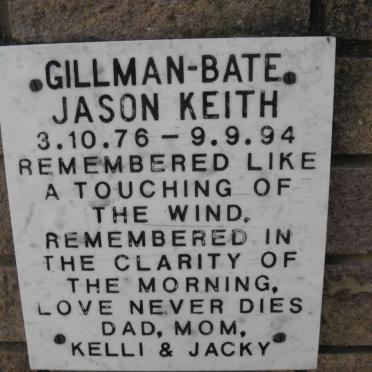 GILLMAN-BATE
JASON KEITH
3.10.76 - 9.9.94
REMEMBERED LIKE
A TOUCHING OF
THE WIND,
REMEMBERED IN
THE CLARITY OF
THE MORNING,
LOVE NEVER DIES
DAD, MOM,
KELLI & JACKY